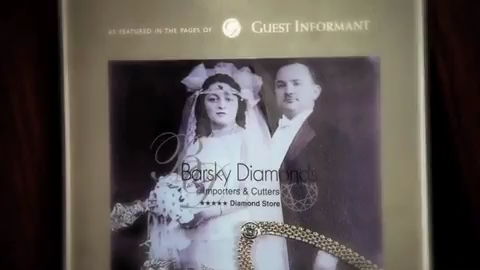 AS FEATURED IN THE PAGES OF GUEST INFORMANT
Barsky Diamonds
Importers & Cutters
★★★★★ Diamond Store